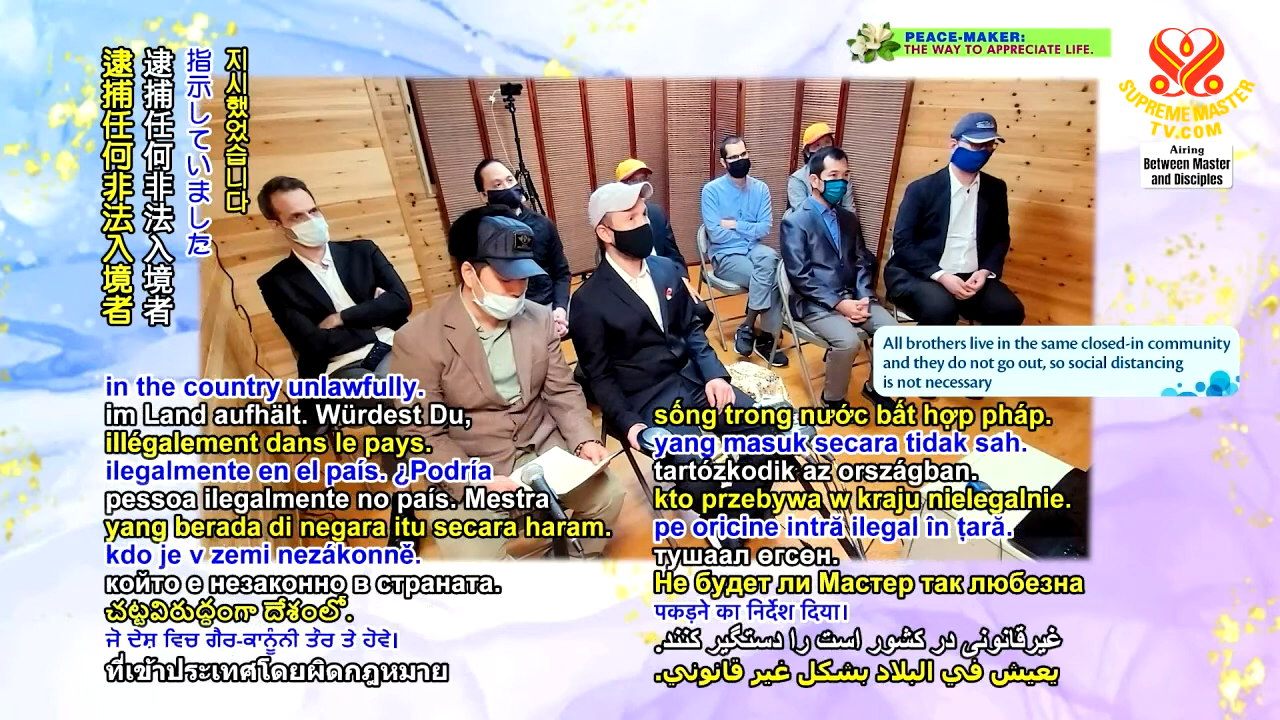 지시했었습니다
指示していました
逮捕任何非法入境者
逮捕任何非法入境者
PEACE-MAKER:
THE WAY TO APPRECIATE LIFE.
SUPREME MASTER
TV.COM
Airing
Between Master
and Disciples
All brothers live in the same closed-in community
and they do not go out, so social distancing
is not necessary
in the country unlawfully.
im Land aufhält. Würdest Du,
illégalement dans le pays.
ilegalmente en el país. ¿Podría
pessoa ilegalmente no país. Mestra
yang berada di negara itu secara haram.
kdo je v zemi nezákonně.
който е незаконно в страната.
చట్టవిరుద్ధంగా దేశంలో.
ਜੋ ਦੇਸ਼ ਵਿਚ ਗੈਰ-ਕਾਨੂੰਨੀ ਤੌਰ ਤੇ ਹੋਵੇ।
ที่เข้าประเทศโดยผิดกฎหมาย
sống trong nước bất hợp pháp.
yang masuk secara tidak sah.
tartózkodik az országban.
kto przebywa w kraju nielegalnie.
pe oricine intră ilegal în țară.
тушаал өгсөн.
Не будет ли Мастер так любезна
पकड़ने का निर्देश दिया।
غیرقانونی در کشور است را دستگیر کنند.
يعيش في البلاد بشكل غير قانوني.